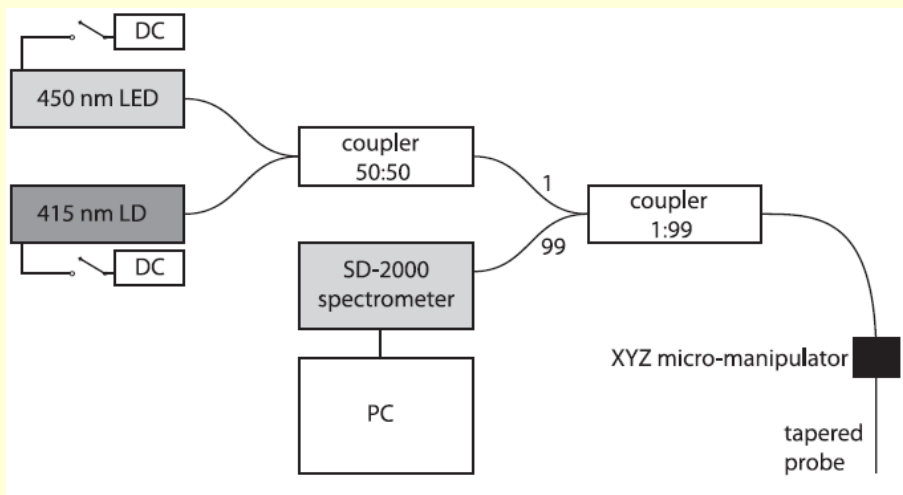 DC
450 nm LED
coupler
50:50
1
415 nm LD
coupler
1:99
99
DC
SD-2000
spectrometer
XYZ micro-manipulator
PC
tapered
probe